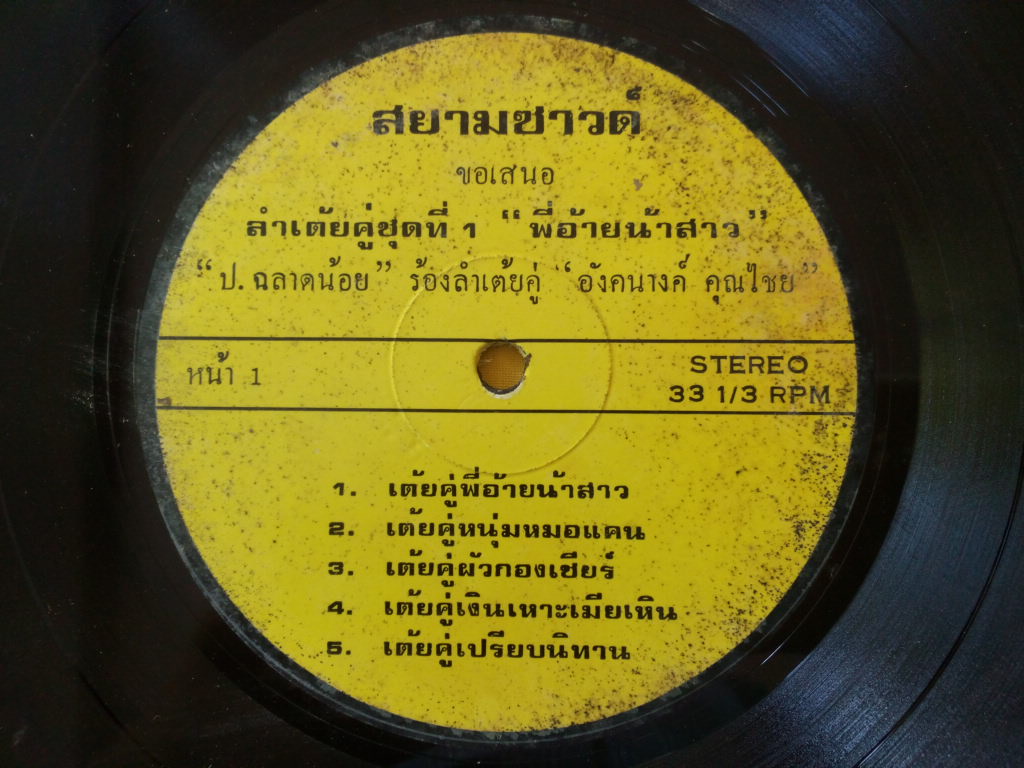 สยามซาวด์
ขอเสนอ
ลำเต้ยคู่ชุดที่ 1 "พี่อ้ายน้าสาว"
"ป. ฉลาดน้อย" ร้องลำเต้ยคู่ "อังคนางค์ คุณไชย"
หน้า 1
STEREO
33 1/3 RPM
1. เต้ยคู่พี่อ้ายน้าสาว
2. เต้ยคู่หนุ่มหมอแคน
3. เต้ยคู่ผัวกองเชียร์
4. เต้ยคู่เงินเหาะเมียเหิน
5. เต้ยคู่เปรียบนิทาน